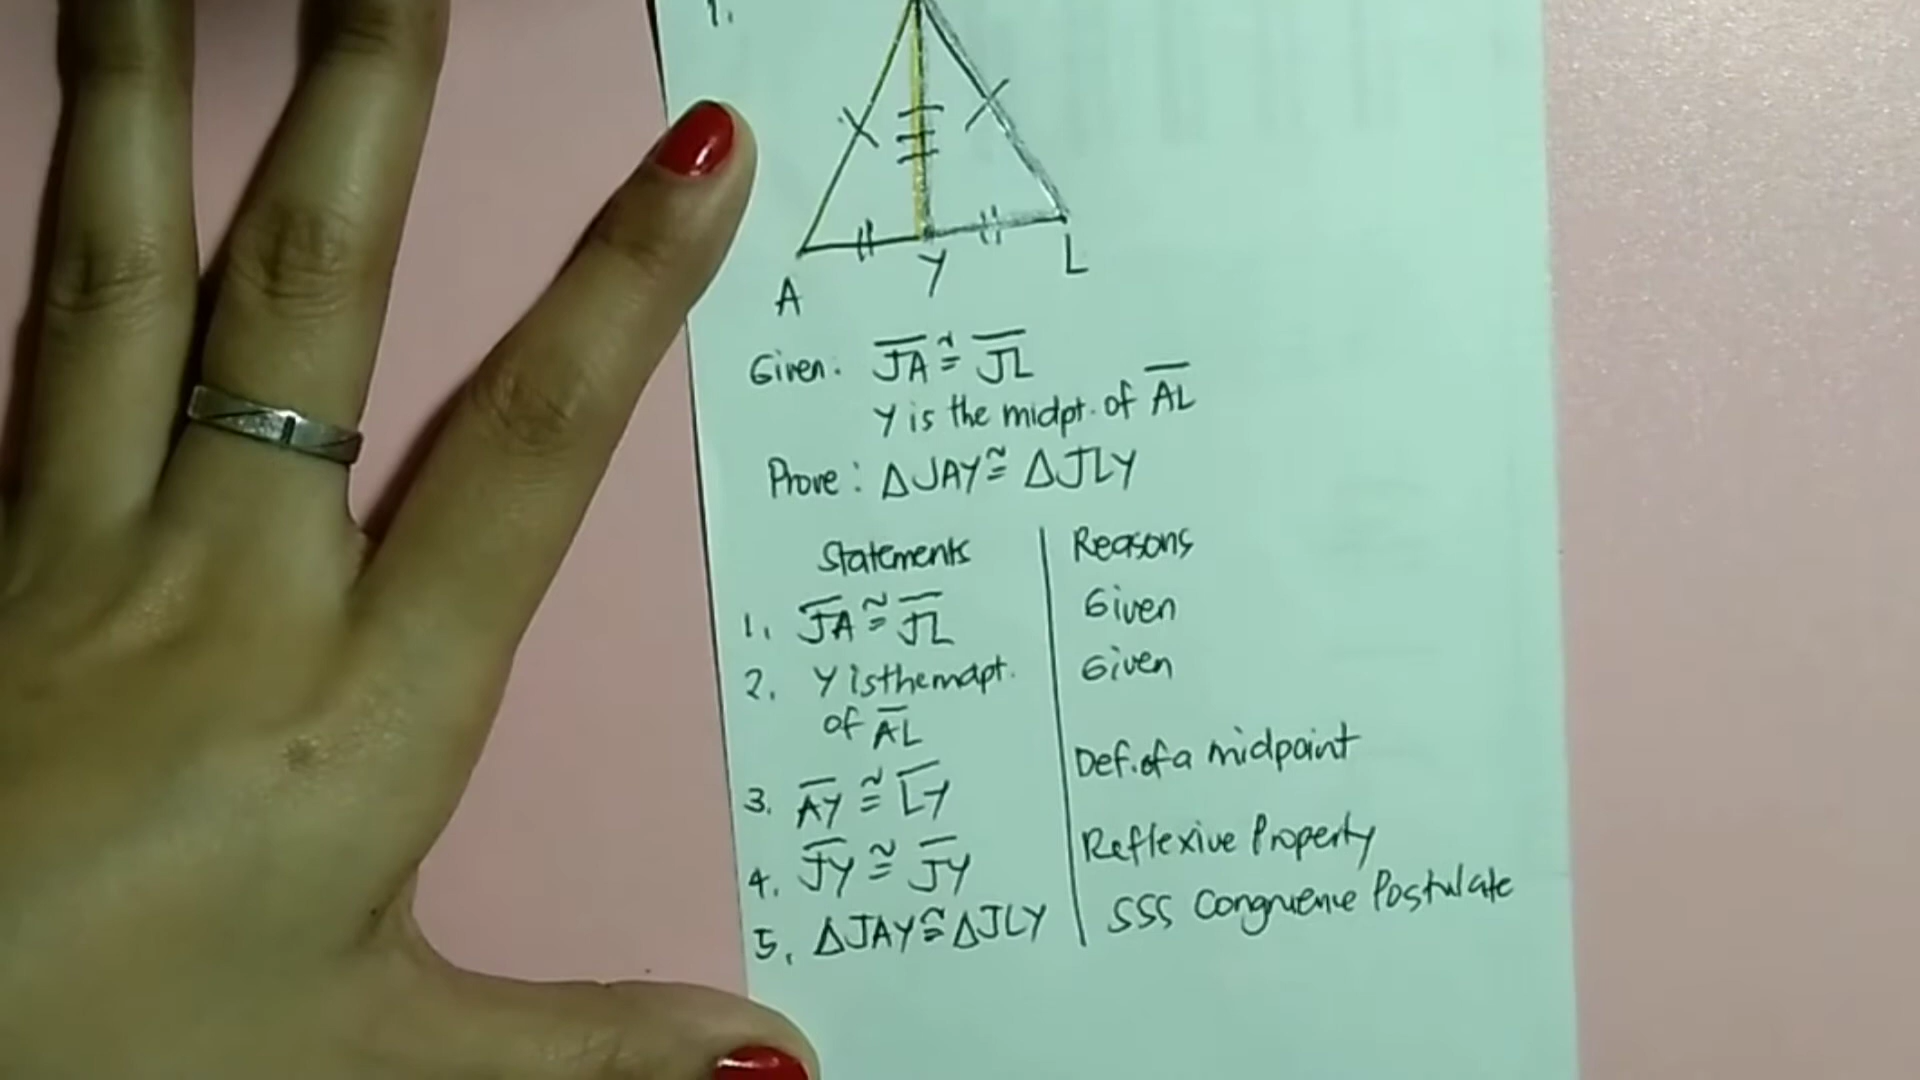 1.
A
Y
L
Given: JA ≅ JL
Y is the midpt. of AL
Prove: ΔJAY ≅ ΔJLY
Statements
Reasons
1. JA ≅ JL
Given
2. Y is the mdpt.
of AL
Given
3. AY ≅ LY
Def. of a midpoint
4. JY ≅ JY
Reflexive Property
5. ΔJAY ≅ ΔJLY
SSS Congruence Postulate